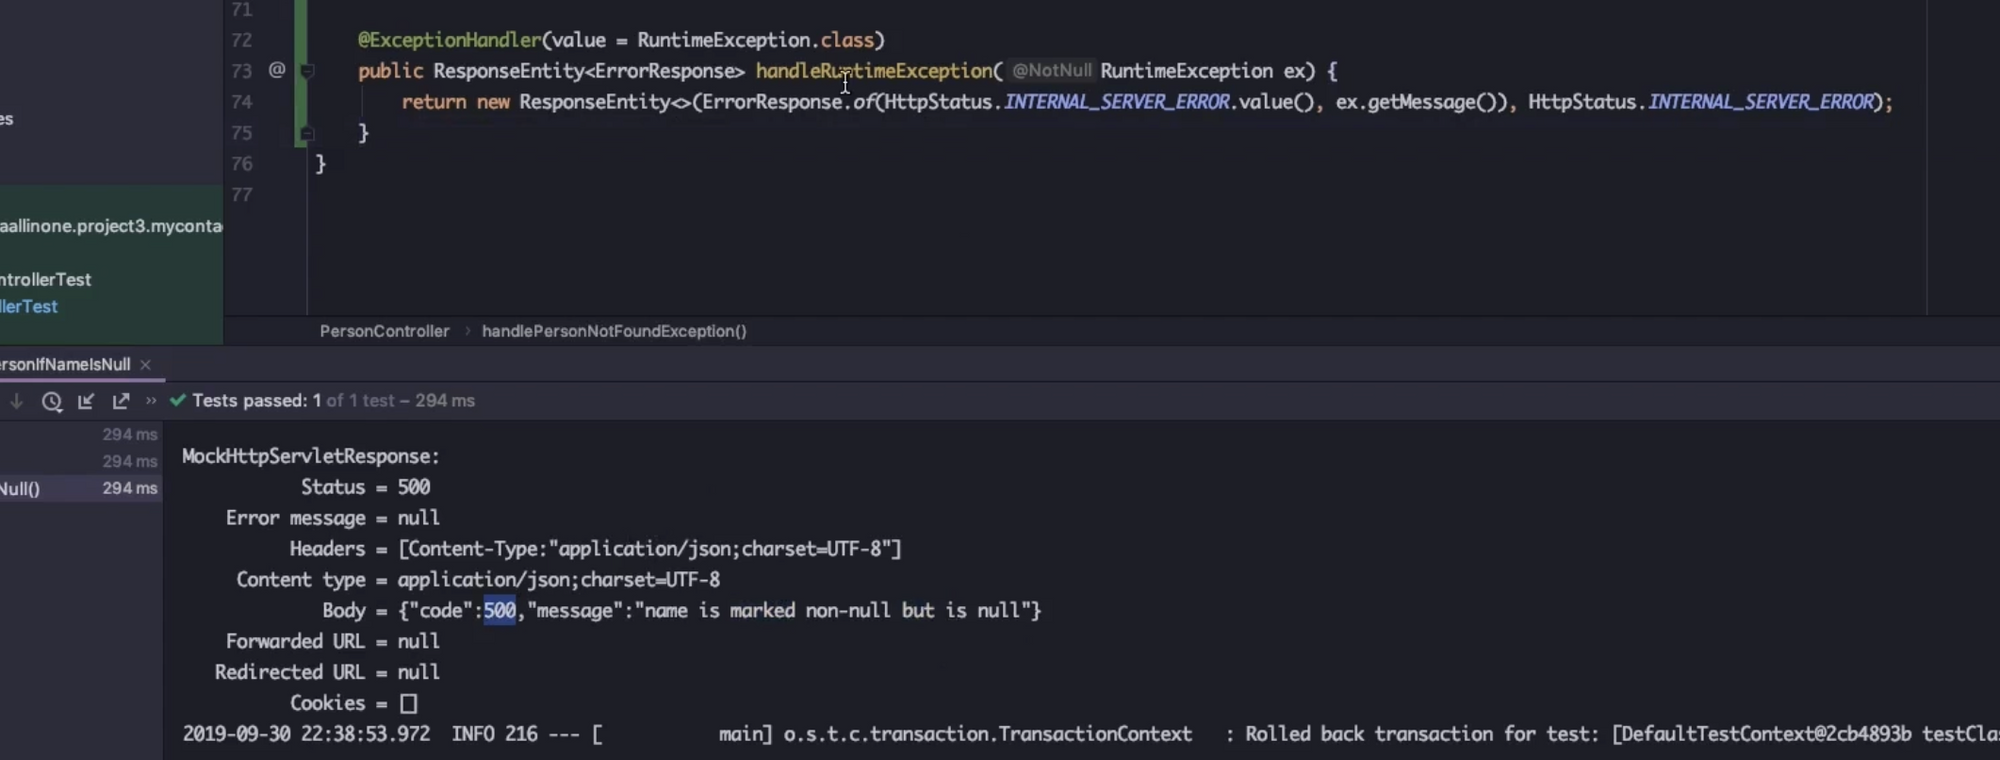 71
72 @ExceptionHandler(value = RuntimeException.class)
73 @ public ResponseEntity<ErrorResponse> handleRuntimeException( @NotNull RuntimeException ex) {
74 return new ResponseEntity<>(ErrorResponse.of(HttpStatus.INTERNAL_SERVER_ERROR.value(), ex.getMessage()), HttpStatus.INTERNAL_SERVER_ERROR);
es
75 }
76 }
77
aallinone.project3.myconta
ntrollerTest
llerTest
PersonController › handlePersonNotFoundException()
ersonIfNameIsNull ×
» Tests passed: 1 of 1 test – 294 ms
294 ms
294 ms
Null() 294 ms
MockHttpServletResponse:
Status = 500
Error message = null
Headers = [Content-Type:"application/json;charset=UTF-8"]
Content type = application/json;charset=UTF-8
Body = {"code":500,"message":"name is marked non-null but is null"}
Forwarded URL = null
Redirected URL = null
Cookies = []
2019-09-30 22:38:53.972 INFO 216 --- [ main] o.s.t.c.transaction.TransactionContext : Rolled back transaction for test: [DefaultTestContext@2cb4893b testClas